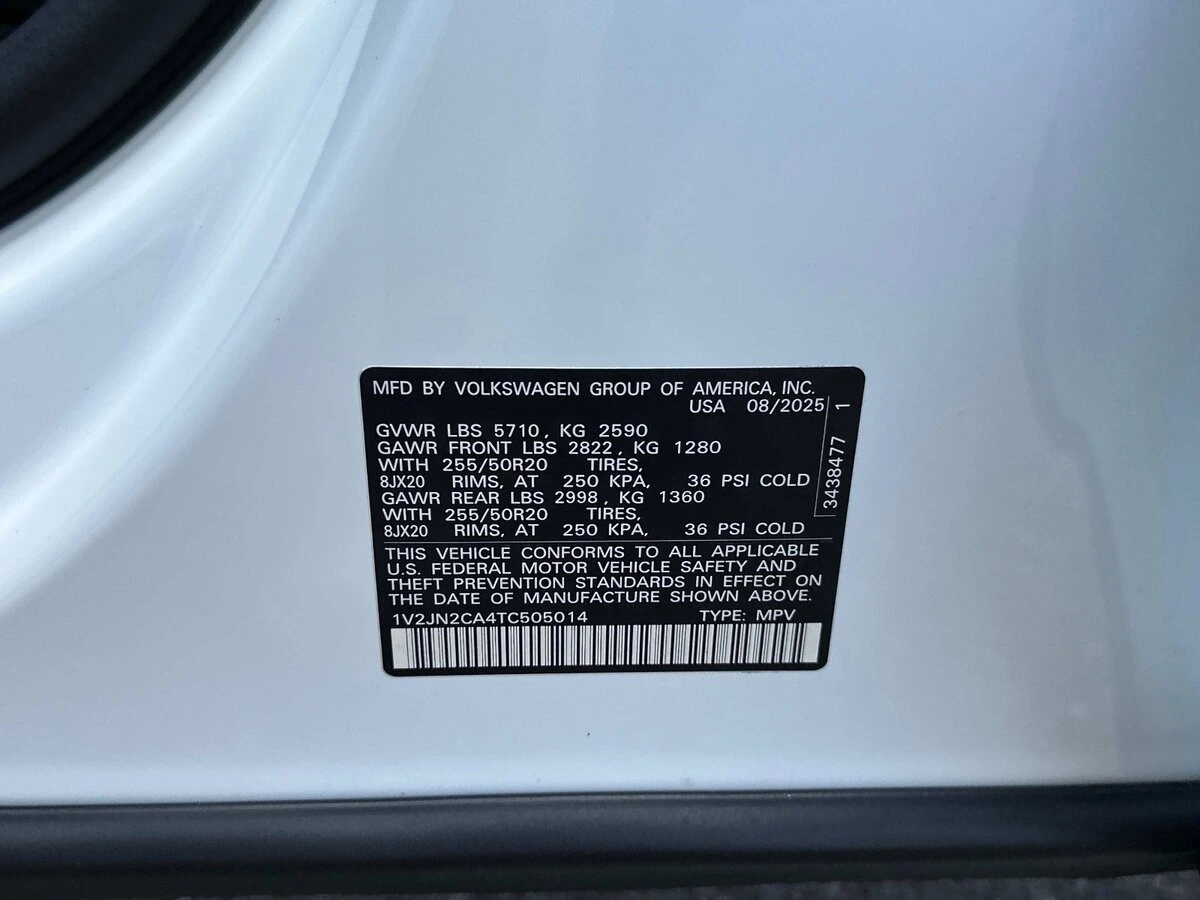 MFD BY VOLKSWAGEN GROUP OF AMERICA, INC.
USA 08/2025
GVWR LBS 5710, KG 2590
GAWR FRONT LBS 2822, KG 1280
WITH 255/50R20 TIRES,
8JX20 RIMS, AT 250 KPA, 36 PSI COLD
GAWR REAR LBS 2998, KG 1360
WITH 255/50R20 TIRES,
8JX20 RIMS, AT 250 KPA, 36 PSI COLD
3438477 1
THIS VEHICLE CONFORMS TO ALL APPLICABLE
U.S. FEDERAL MOTOR VEHICLE SAFETY AND
THEFT PREVENTION STANDARDS IN EFFECT ON
THE DATE OF MANUFACTURE SHOWN ABOVE.
1V2JN2CA4TC505014 TYPE: MPV